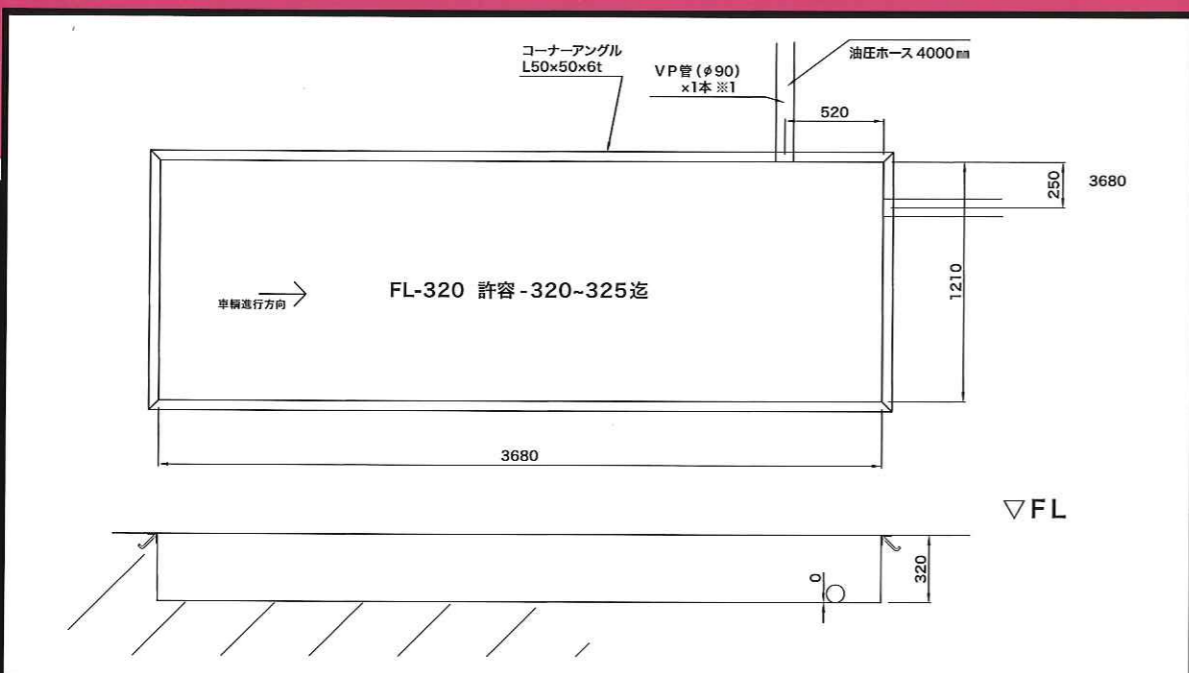 コーナーアングル
L50×50×6t
VP管(φ90)
×1本 ※1
油圧ホース 4000㎜
520
250
3680
1210
車輌進行方向
FL-320 許容-320~325迄
3680
▽FL
0
320